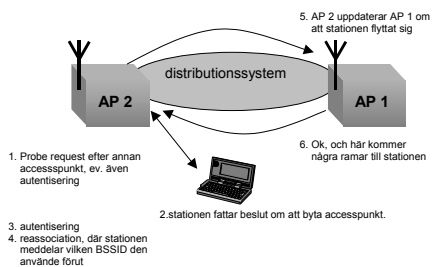 5. AP 2 uppdaterar AP 1 om
att stationen flyttat sig
distributionssystem
AP 2
AP 1
1. Probe request efter annan
accessspunkt, ev. även
autentisering
6. Ok, och här kommer
några ramar till stationen
2.stationen fattar beslut om att byta accesspunkt.
3. autentisering
4. reassociation, där stationen
meddelar vilken BSSID den
använde förut